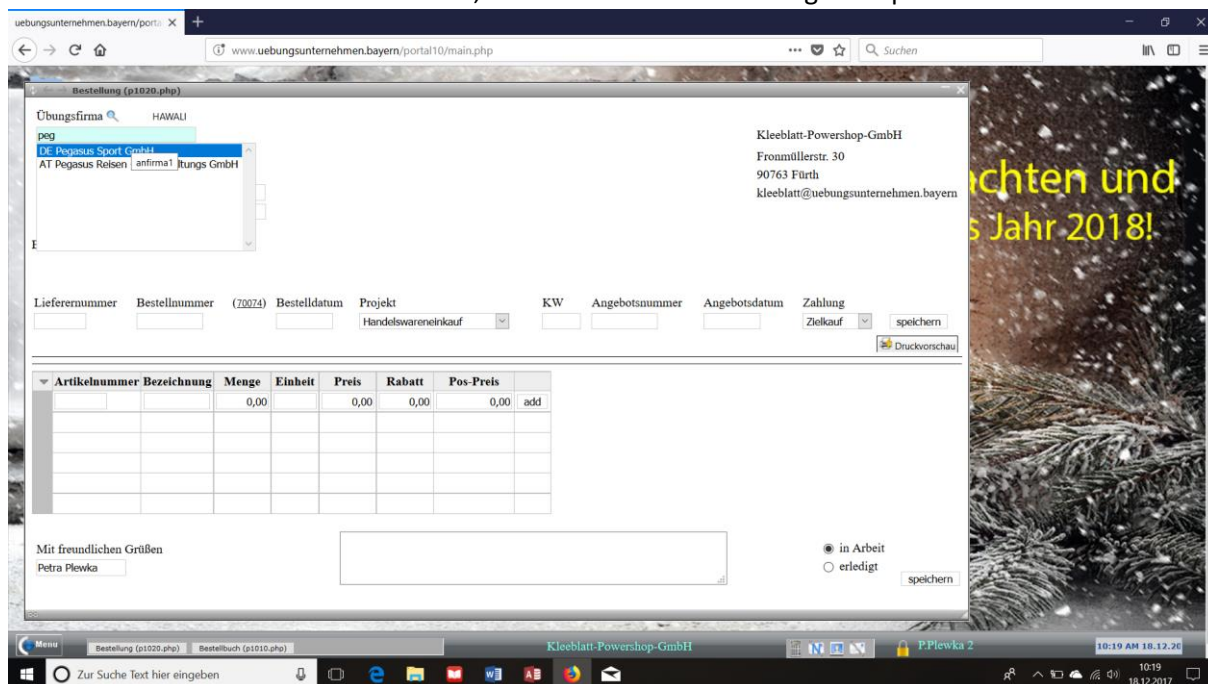 uebungsunternehmen.bayern/porta
www.uebungsunternehmen.bayern/portal10/main.php
Suchen
Bestellung (p1020.php)
Übungsfirma HAWALI
peg
DE Pegasus Sport GmbH
AT Pegasus Reisen ltungs GmbH
anfirma1
Kleeblatt-Powershop-GmbH
Fronmüllerstr. 30
90763 Fürth
kleeblatt@uebungsunternehmen.bayern
chten und
s Jahr 2018!
Lieferernummer Bestellnummer (70074) Bestelldatum Projekt KW Angebotsnummer Angebotsdatum Zahlung
Handelswareneinkauf Zielkauf speichern
Druckvorschau
Artikelnummer Bezeichnung Menge Einheit Preis Rabatt Pos-Preis
0,00 0,00 0,00 0,00 add
Mit freundlichen Grüßen
Petra Plewka
in Arbeit
erledigt
speichern
Menu Bestellung (p1020.php) Bestellbuch (p1010.php) Kleeblatt-Powershop-GmbH P.Plewka 2 10:19 AM 18.12.20
Zur Suche Text hier eingeben
10:19
18.12.2017